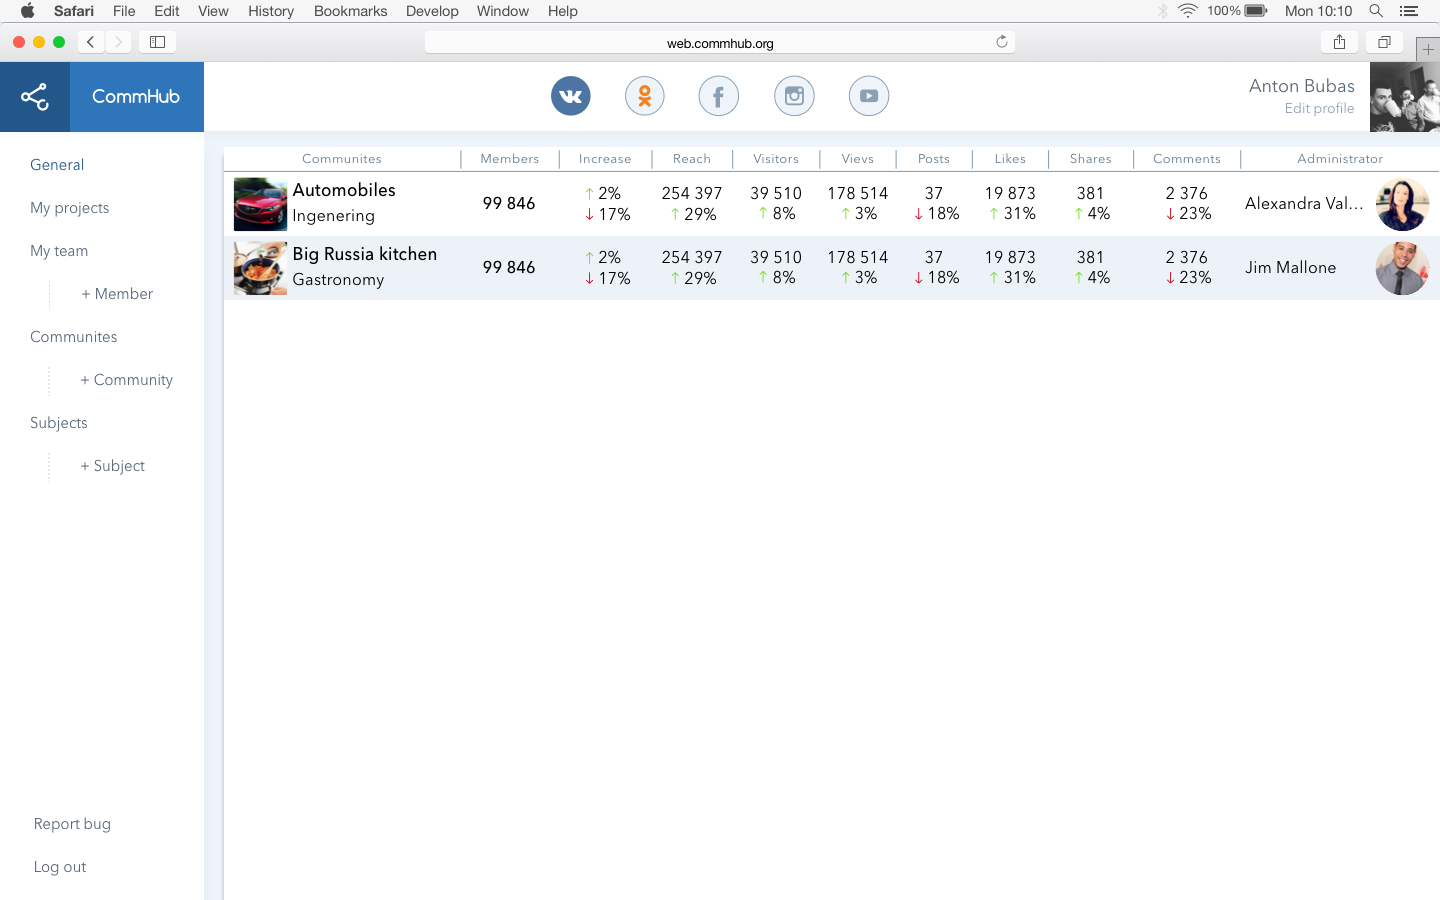 Safari File Edit View History Bookmarks Develop Window Help 100% Mon 10:10
web.commhub.org
CommHub
Anton Bubas
Edit profile
General
My projects
My team
+ Member
Communites
+ Community
Subjects
+ Subject
Report bug
Log out
Communites Members Increase Reach Visitors Vievs Posts Likes Shares Comments Administrator
Automobiles
Ingenering
99 846
↑ 2% 254 397 39 510 178 514 37 19 873 381 2 376
↓ 17% ↑ 29% ↑ 8% ↑ 3% ↓ 18% ↑ 31% ↑ 4% ↓ 23%
Alexandra Val...
Big Russia kitchen
Gastronomy
99 846
↑ 2% 254 397 39 510 178 514 37 19 873 381 2 376
↓ 17% ↑ 29% ↑ 8% ↑ 3% ↓ 18% ↑ 31% ↑ 4% ↓ 23%
Jim Mallone